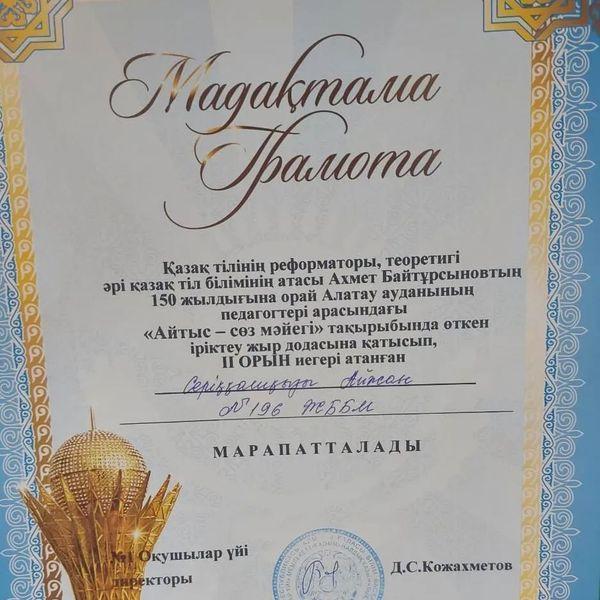 Мадақтама
Грамота
Қазақ тілінің реформаторы, теоретигі
әрі қазақ тіл білімінің атасы Ахмет Байтұрсыновтың
150 жылдығына орай Алатау ауданының
педагогтері арасындағы
«Айтыс – сөз мәйегі» тақырыбында өткен
іріктеу жыр додасына қатысып,
ІІ ОРЫН иегері атанған
№196 ЖББМ
МАРАПАТТАЛАДЫ
№1 Оқушылар үйі
директоры
Д.С.Кожахметов